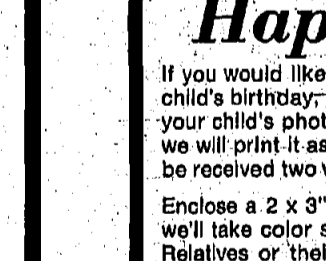 Hap
If you would like
child's birthday,
your child's phot
we will print it as
be received two
Enclose a 2 x 3"
we'll take color s
Relatives or